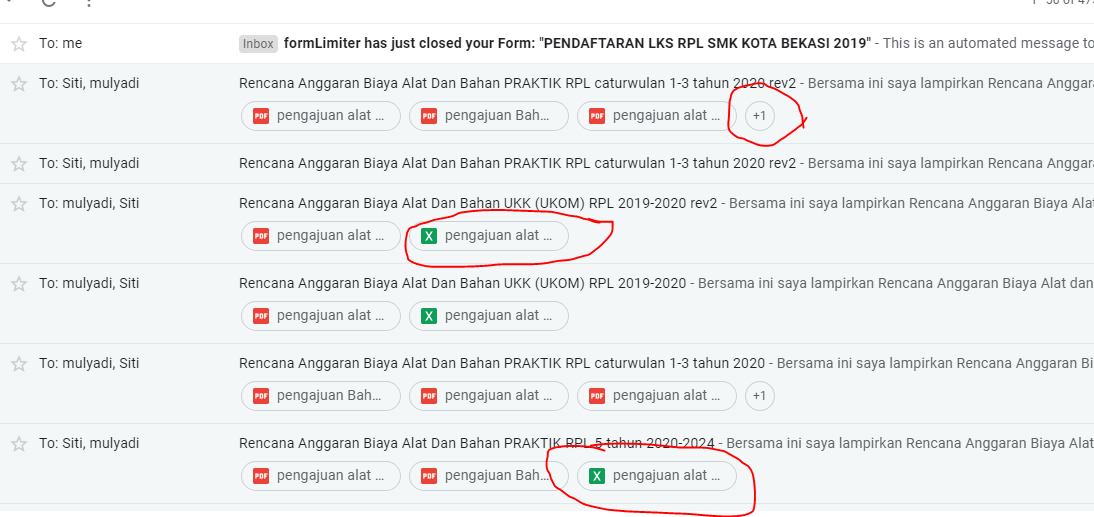 To: me Inbox formLimiter has just closed your Form: "PENDAFTARAN LKS RPL SMK KOTA BEKASI 2019" - This is an automated message to
To: Siti, mulyadi Rencana Anggaran Biaya Alat Dan Bahan PRAKTIK RPL caturwulan 1-3 tahun 2020 rev2 - Bersama ini saya lampirkan Rencana Anggar
PDF pengajuan alat ... PDF pengajuan Bah... PDF pengajuan alat ... +1
To: Siti, mulyadi Rencana Anggaran Biaya Alat Dan Bahan PRAKTIK RPL caturwulan 1-3 tahun 2020 rev2 - Bersama ini saya lampirkan Rencana Anggar
To: mulyadi, Siti Rencana Anggaran Biaya Alat Dan Bahan UKK (UKOM) RPL 2019-2020 rev2 - Bersama ini saya lampirkan Rencana Anggaran Biaya Alat
PDF pengajuan alat ... X pengajuan alat ...
To: mulyadi, Siti Rencana Anggaran Biaya Alat Dan Bahan UKK (UKOM) RPL 2019-2020 - Bersama ini saya lampirkan Rencana Anggaran Biaya Alat dan
PDF pengajuan alat ... X pengajuan alat ...
To: mulyadi, Siti Rencana Anggaran Biaya Alat Dan Bahan PRAKTIK RPL caturwulan 1-3 tahun 2020 - Bersama ini saya lampirkan Rencana Anggaran Bi
PDF pengajuan Bah... PDF pengajuan alat ... PDF pengajuan alat ... +1
To: Siti, mulyadi Rencana Anggaran Biaya Alat Dan Bahan PRAKTIK RPL 5 tahun 2020-2024 - Bersama ini saya lampirkan Rencana Anggaran Biaya Alat
PDF pengajuan alat ... PDF pengajuan Bah... X pengajuan alat ...